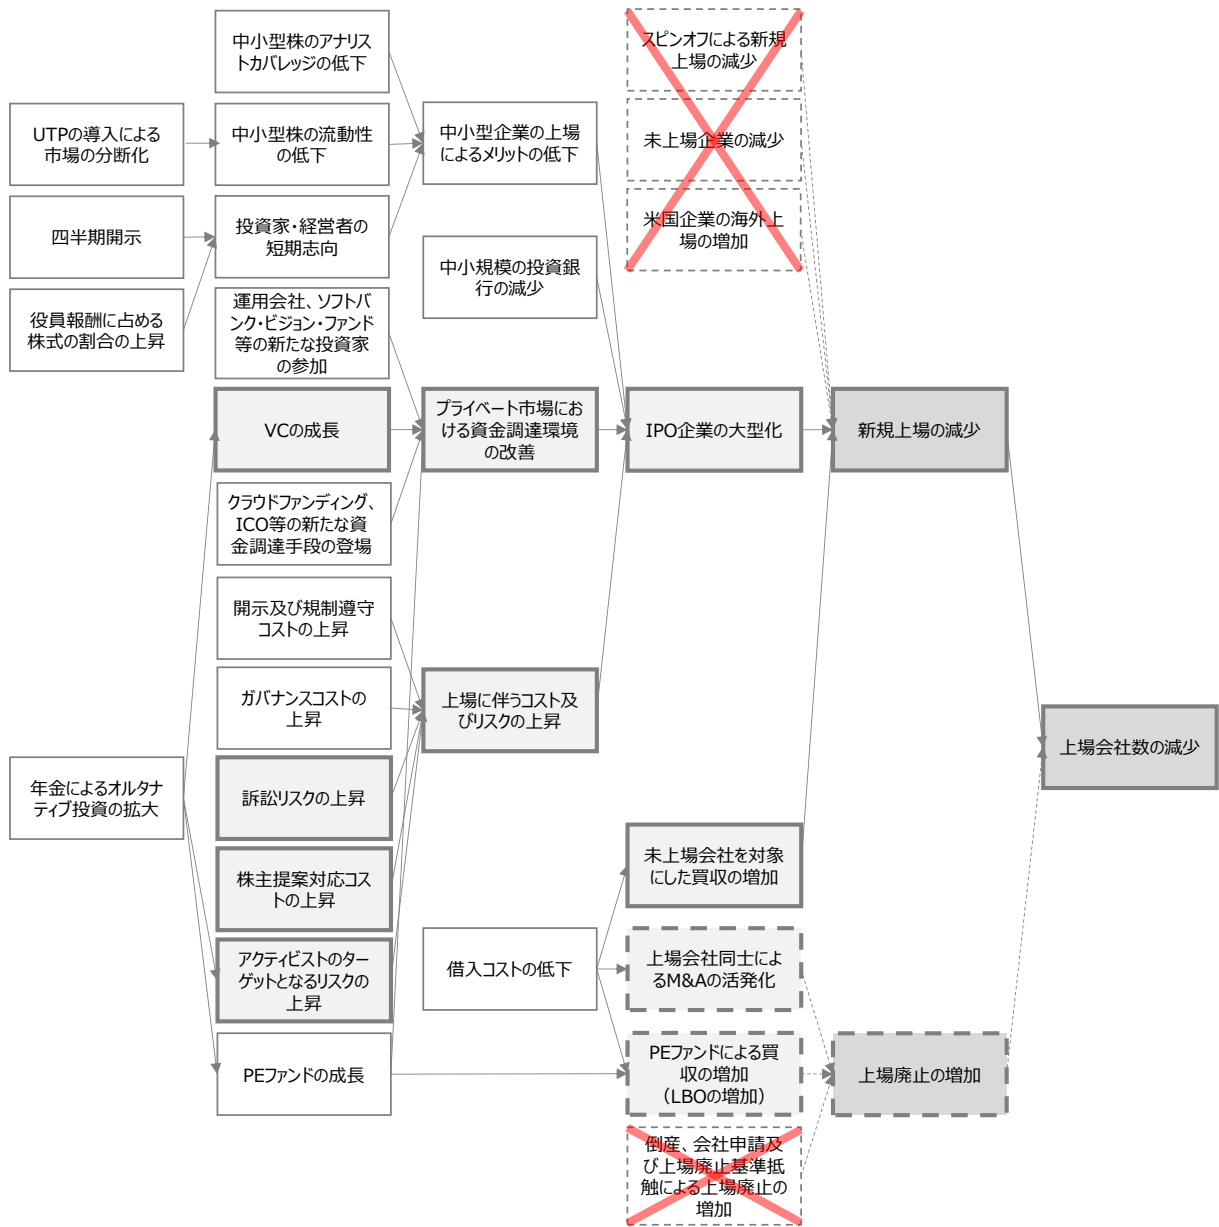 中小型株のアナリス
トカバレッジの低下
UTPの導入による
市場の分断化
中小型株の流動性
の低下
四半期開示
投資家・経営者の
短期志向
役員報酬に占める
株式の割合の上昇
運用会社、ソフトバ
ンク・ビジョン・ファンド
等の新たな投資家
の参加
VCの成長
クラウドファンディング、
ICO等の新たな資
金調達手段の登場
開示及び規制遵守
コストの上昇
ガバナンスコストの
上昇
年金によるオルタナ
ティブ投資の拡大
訴訟リスクの上昇
株主提案対応コス
トの上昇
アクティビストのター
ゲットとなるリスクの
上昇
PEファンドの成長
中小型企業の上場
によるメリットの低下
中小規模の投資銀
行の減少
プライベート市場にお
ける資金調達環境
の改善
上場に伴うコスト及
びリスクの上昇
借入コストの低下
スピンオフによる新規
上場の減少
未上場企業の減少
米国企業の海外上
場の増加
IPO企業の大型化
未上場会社を対象
にした買収の増加
上場会社同士によ
るM&Aの活発化
PEファンドによる買
収の増加
（LBOの増加）
倒産、会社申請及
び上場廃止基準抵
触による上場廃止の
増加
新規上場の減少
上場廃止の増加
上場会社数の減少